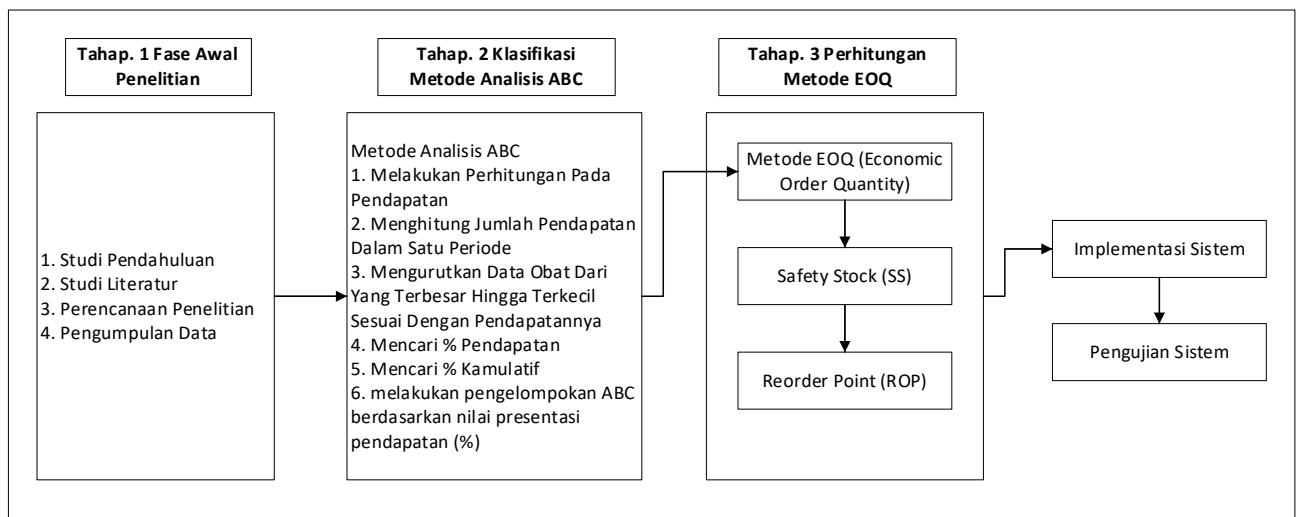 Tahap. 1 Fase Awal
Penelitian
1. Studi Pendahuluan
2. Studi Literatur
3. Perencanaan Penelitian
4. Pengumpulan Data
Tahap. 2 Klasifikasi
Metode Analisis ABC
Metode Analisis ABC
1. Melakukan Perhitungan Pada
Pendapatan
2. Menghitung Jumlah Pendapatan
Dalam Satu Periode
3. Mengurutkan Data Obat Dari
Yang Terbesar Hingga Terkecil
Sesuai Dengan Pendapatannya
4. Mencari % Pendapatan
5. Mencari % Kamulatif
6. melakukan pengelompokan ABC
berdasarkan nilai presentasi
pendapatan (%)
Tahap. 3 Perhitungan
Metode EOQ
Metode EOQ (Economic
Order Quantity)
Safety Stock (SS)
Reorder Point (ROP)
Implementasi Sistem
Pengujian Sistem